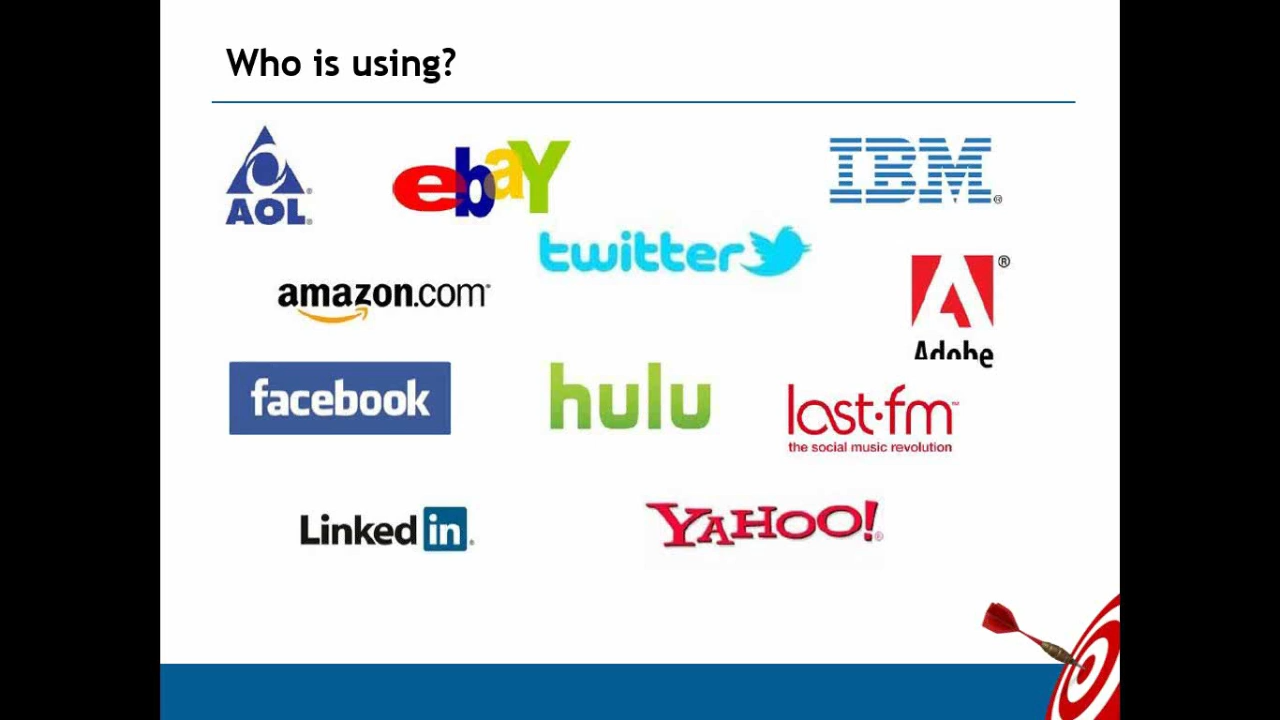 Who is using?
AOL®
ebaY
IBM®
twitter
amazon.com
Adobe®
facebook
hulu
last·fm™
the social music revolution
Linked in®
YAHOO!®